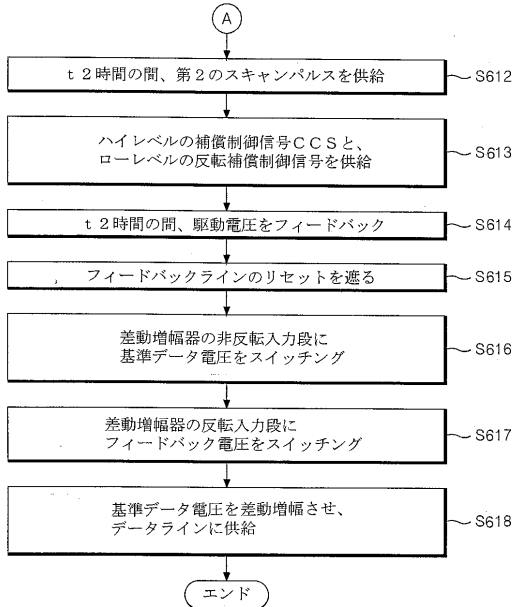 A
t2時間の間、第2のスキャンパルスを供給
S612
ハイレベルの補償制御信号CCSと、
ローレベルの反転補償制御信号を供給
S613
t2時間の間、駆動電圧をフィードバック
S614
フィードバックラインのリセットを遮る
S615
差動増幅器の非反転入力段に
基準データ電圧をスイッチング
S616
差動増幅器の反転入力段に
フィードバック電圧をスイッチング
S617
基準データ電圧を差動増幅させ、
データラインに供給
S618
エンド